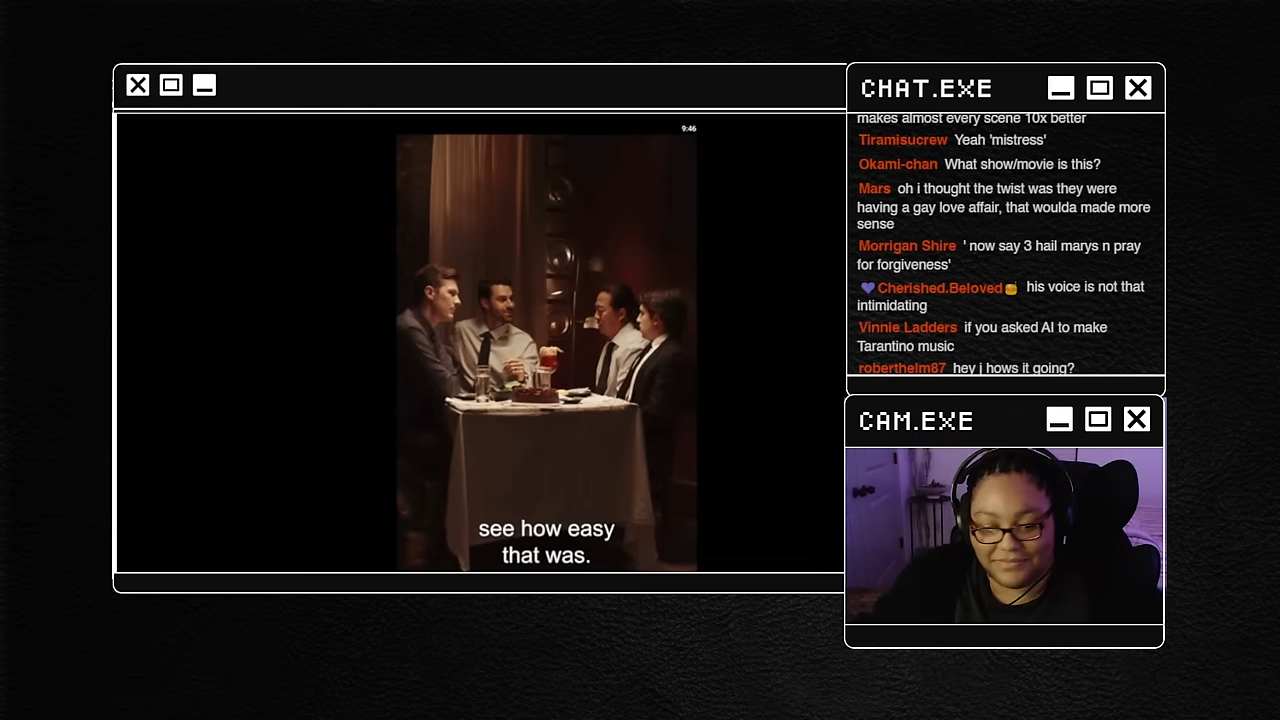 9:46
see how easy
that was.
CHAT.EXE
makes almost every scene 10x better
Tiramisucrew Yeah 'mistress'
Okami-chan What show/movie is this?
Mars oh i thought the twist was they were
having a gay love affair, that woulda made more
sense
Morrigan Shire ' now say 3 hail marys n pray
for forgiveness'
💜Cherished.Beloved🍯 his voice is not that
intimidating
Vinnie Ladders if you asked AI to make
Tarantino music
roberthelm87 hey j hows it going?
CAM.EXE